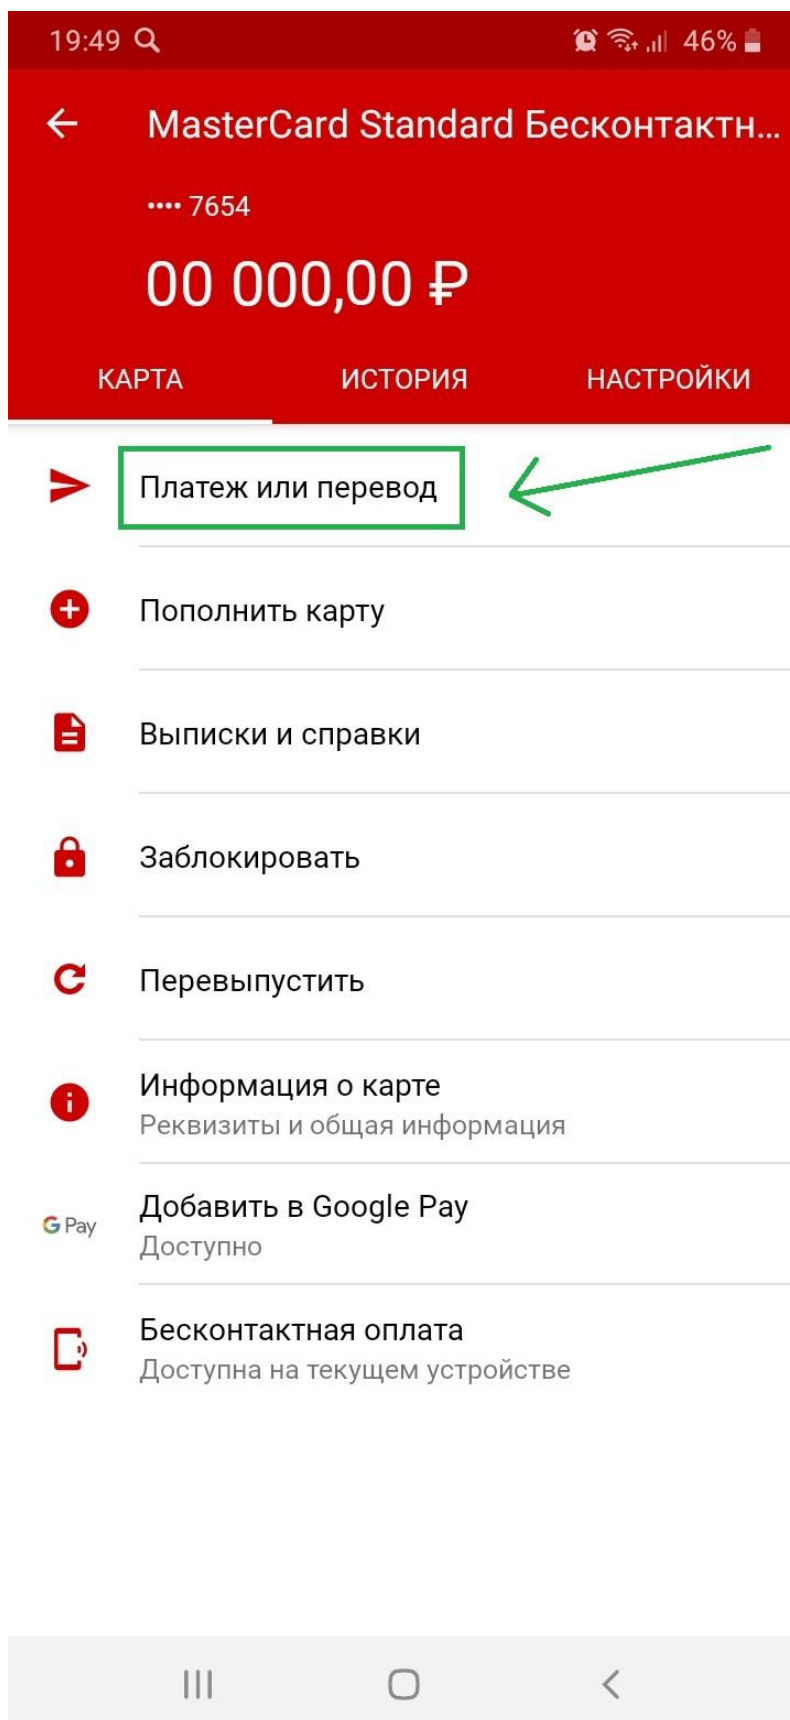 19:49 46%
MasterCard Standard Бесконтактн...
•••• 7654
00 000,00 ₽
КАРТА ИСТОРИЯ НАСТРОЙКИ
Платеж или перевод
Пополнить карту
Выписки и справки
Заблокировать
Перевыпустить
Информация о карте
Реквизиты и общая информация
Добавить в Google Pay
G Pay
Доступно
Бесконтактная оплата
Доступна на текущем устройстве